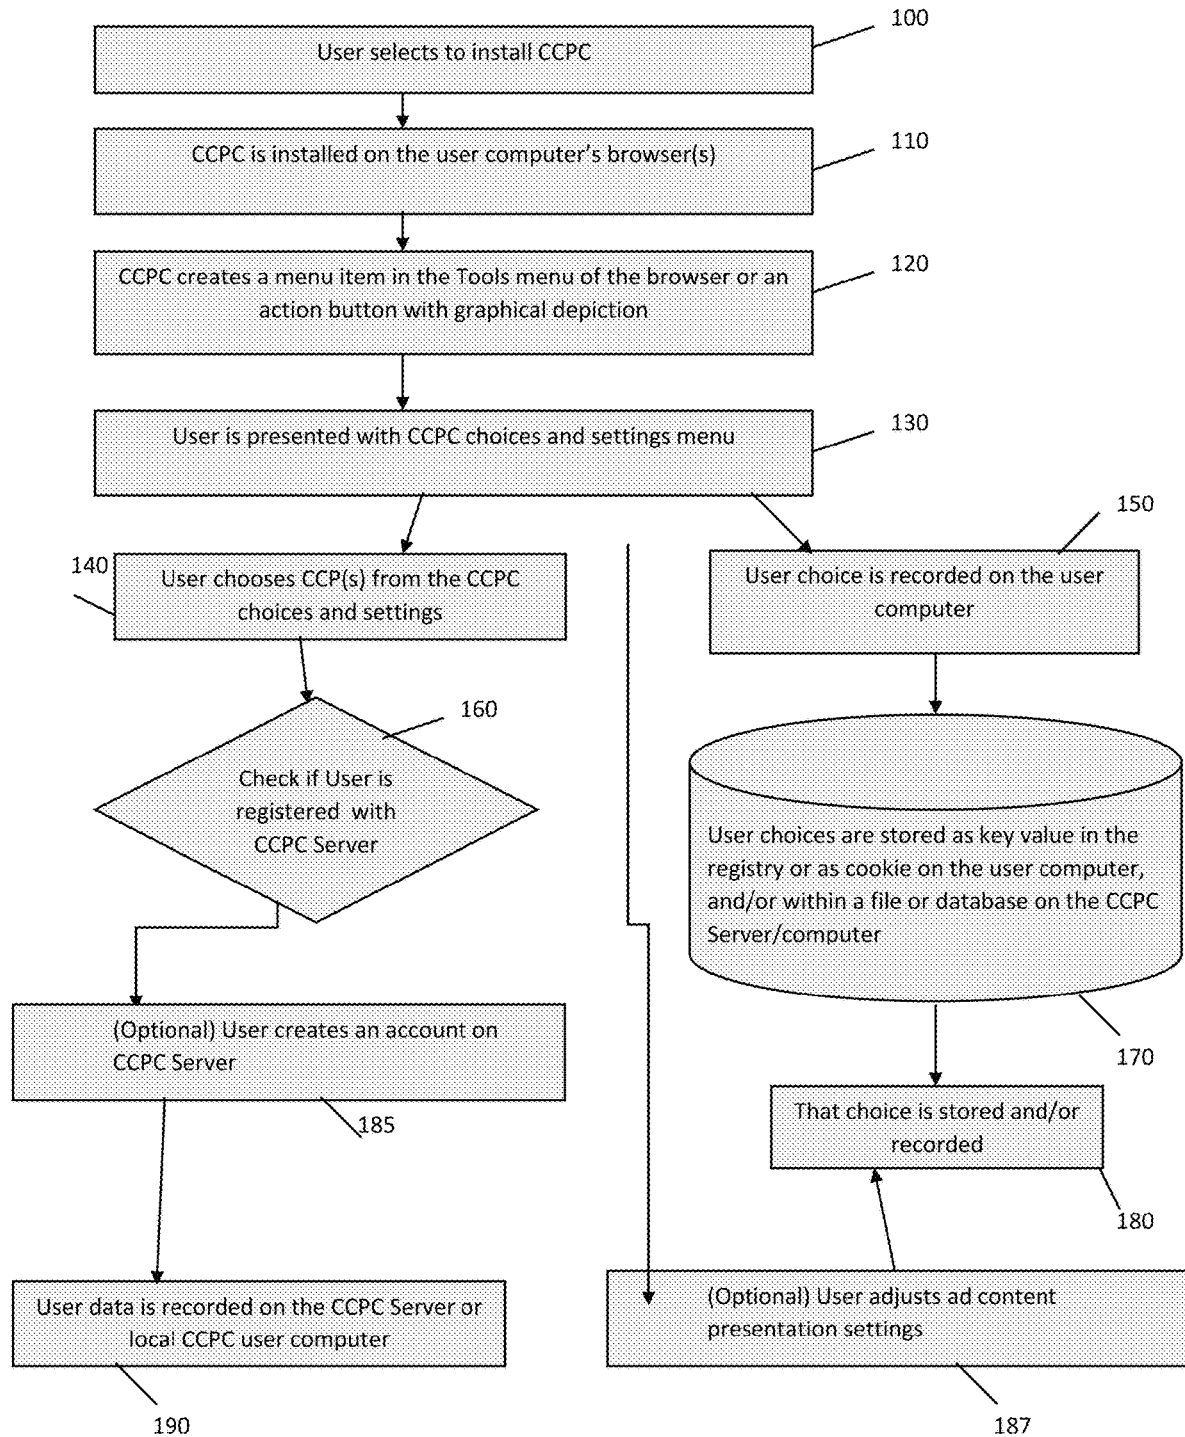 100
User selects to install CCPC
110
CCPC is installed on the user computer's browser(s)
120
CCPC creates a menu item in the Tools menu of the browser or an
action button with graphical depiction
130
User is presented with CCPC choices and settings menu
140
User chooses CCP(s) from the CCPC
choices and settings
150
User choice is recorded on the user
computer
160
Check if User is
registered with
CCPC Server
User choices are stored as key value in the
registry or as cookie on the user computer,
and/or within a file or database on the CCPC
Server/computer
170
(Optional) User creates an account on
CCPC Server
185
That choice is stored and/or
recorded
180
User data is recorded on the CCPC Server or
local CCPC user computer
190
(Optional) User adjusts ad content
presentation settings
187